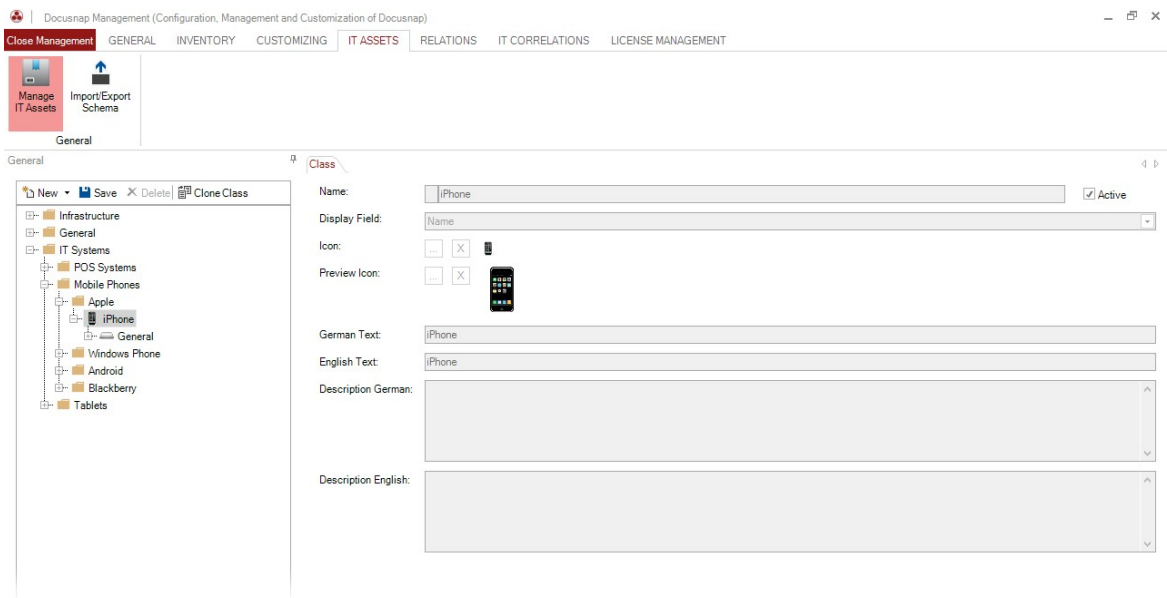 Docusnap Management (Configuration, Management and Customization of Docusnap)
Close Management GENERAL INVENTORY CUSTOMIZING IT ASSETS RELATIONS IT CORRELATIONS LICENSE MANAGEMENT
Manage IT Assets
Import/Export Schema
General
General
Class
New Save Delete Clone Class
Infrastructure
General
IT Systems
POS Systems
Mobile Phones
Apple
iPhone
General
Windows Phone
Android
Blackberry
Tablets
Name: iPhone Active
Display Field: Name
Icon: ... X
Preview Icon: ... X
German Text: iPhone
English Text: iPhone
Description German:
Description English: